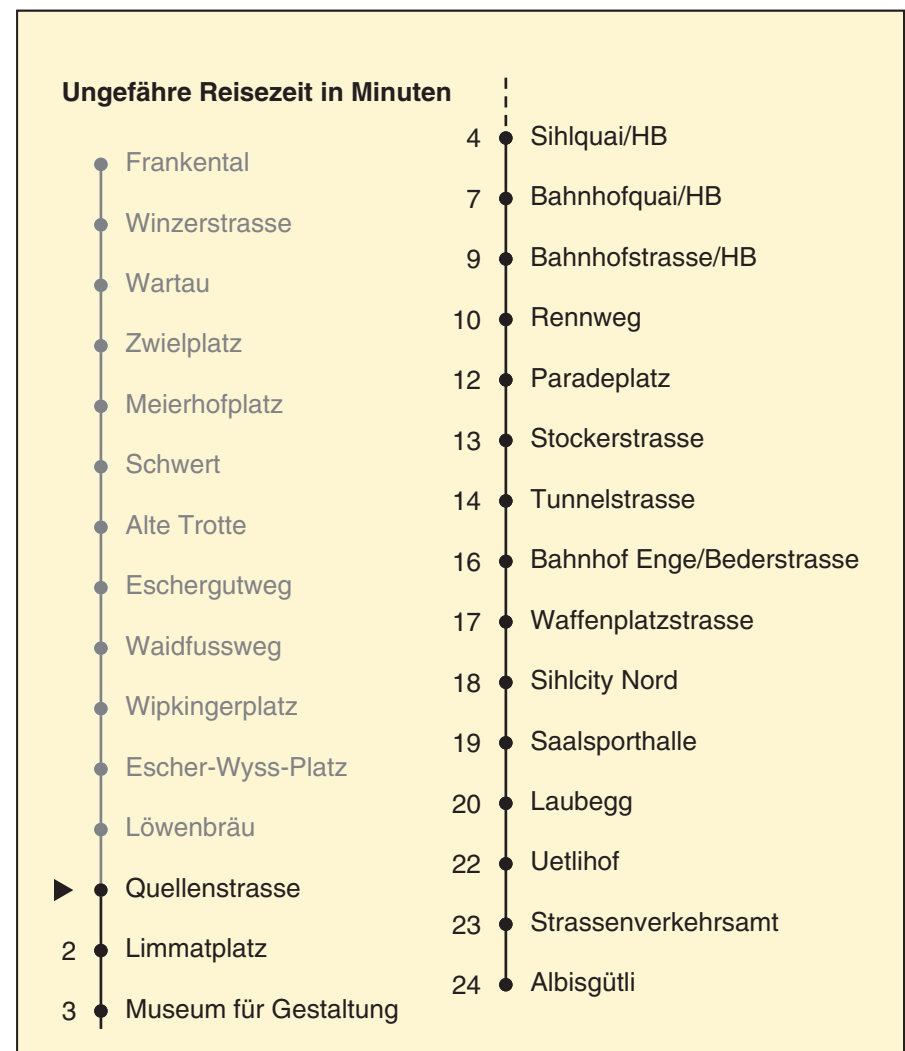 Ungefähre Reisezeit in Minuten
Frankental
Winzerstrasse
Wartau
Zwielplatz
Meierhofplatz
Schwert
Alte Trotte
Eschergutweg
Waidfussweg
Wipkingerplatz
Escher-Wyss-Platz
Löwenbräu
Quellenstrasse
2 Limmatplatz
3 Museum für Gestaltung
4 Sihlquai/HB
7 Bahnhofquai/HB
9 Bahnhofstrasse/HB
10 Rennweg
12 Paradeplatz
13 Stockerstrasse
14 Tunnelstrasse
16 Bahnhof Enge/Bederstrasse
17 Waffenplatzstrasse
18 Sihlcity Nord
19 Saalsporthalle
20 Laubegg
22 Uetlihof
23 Strassenverkehrsamt
24 Albisgütli